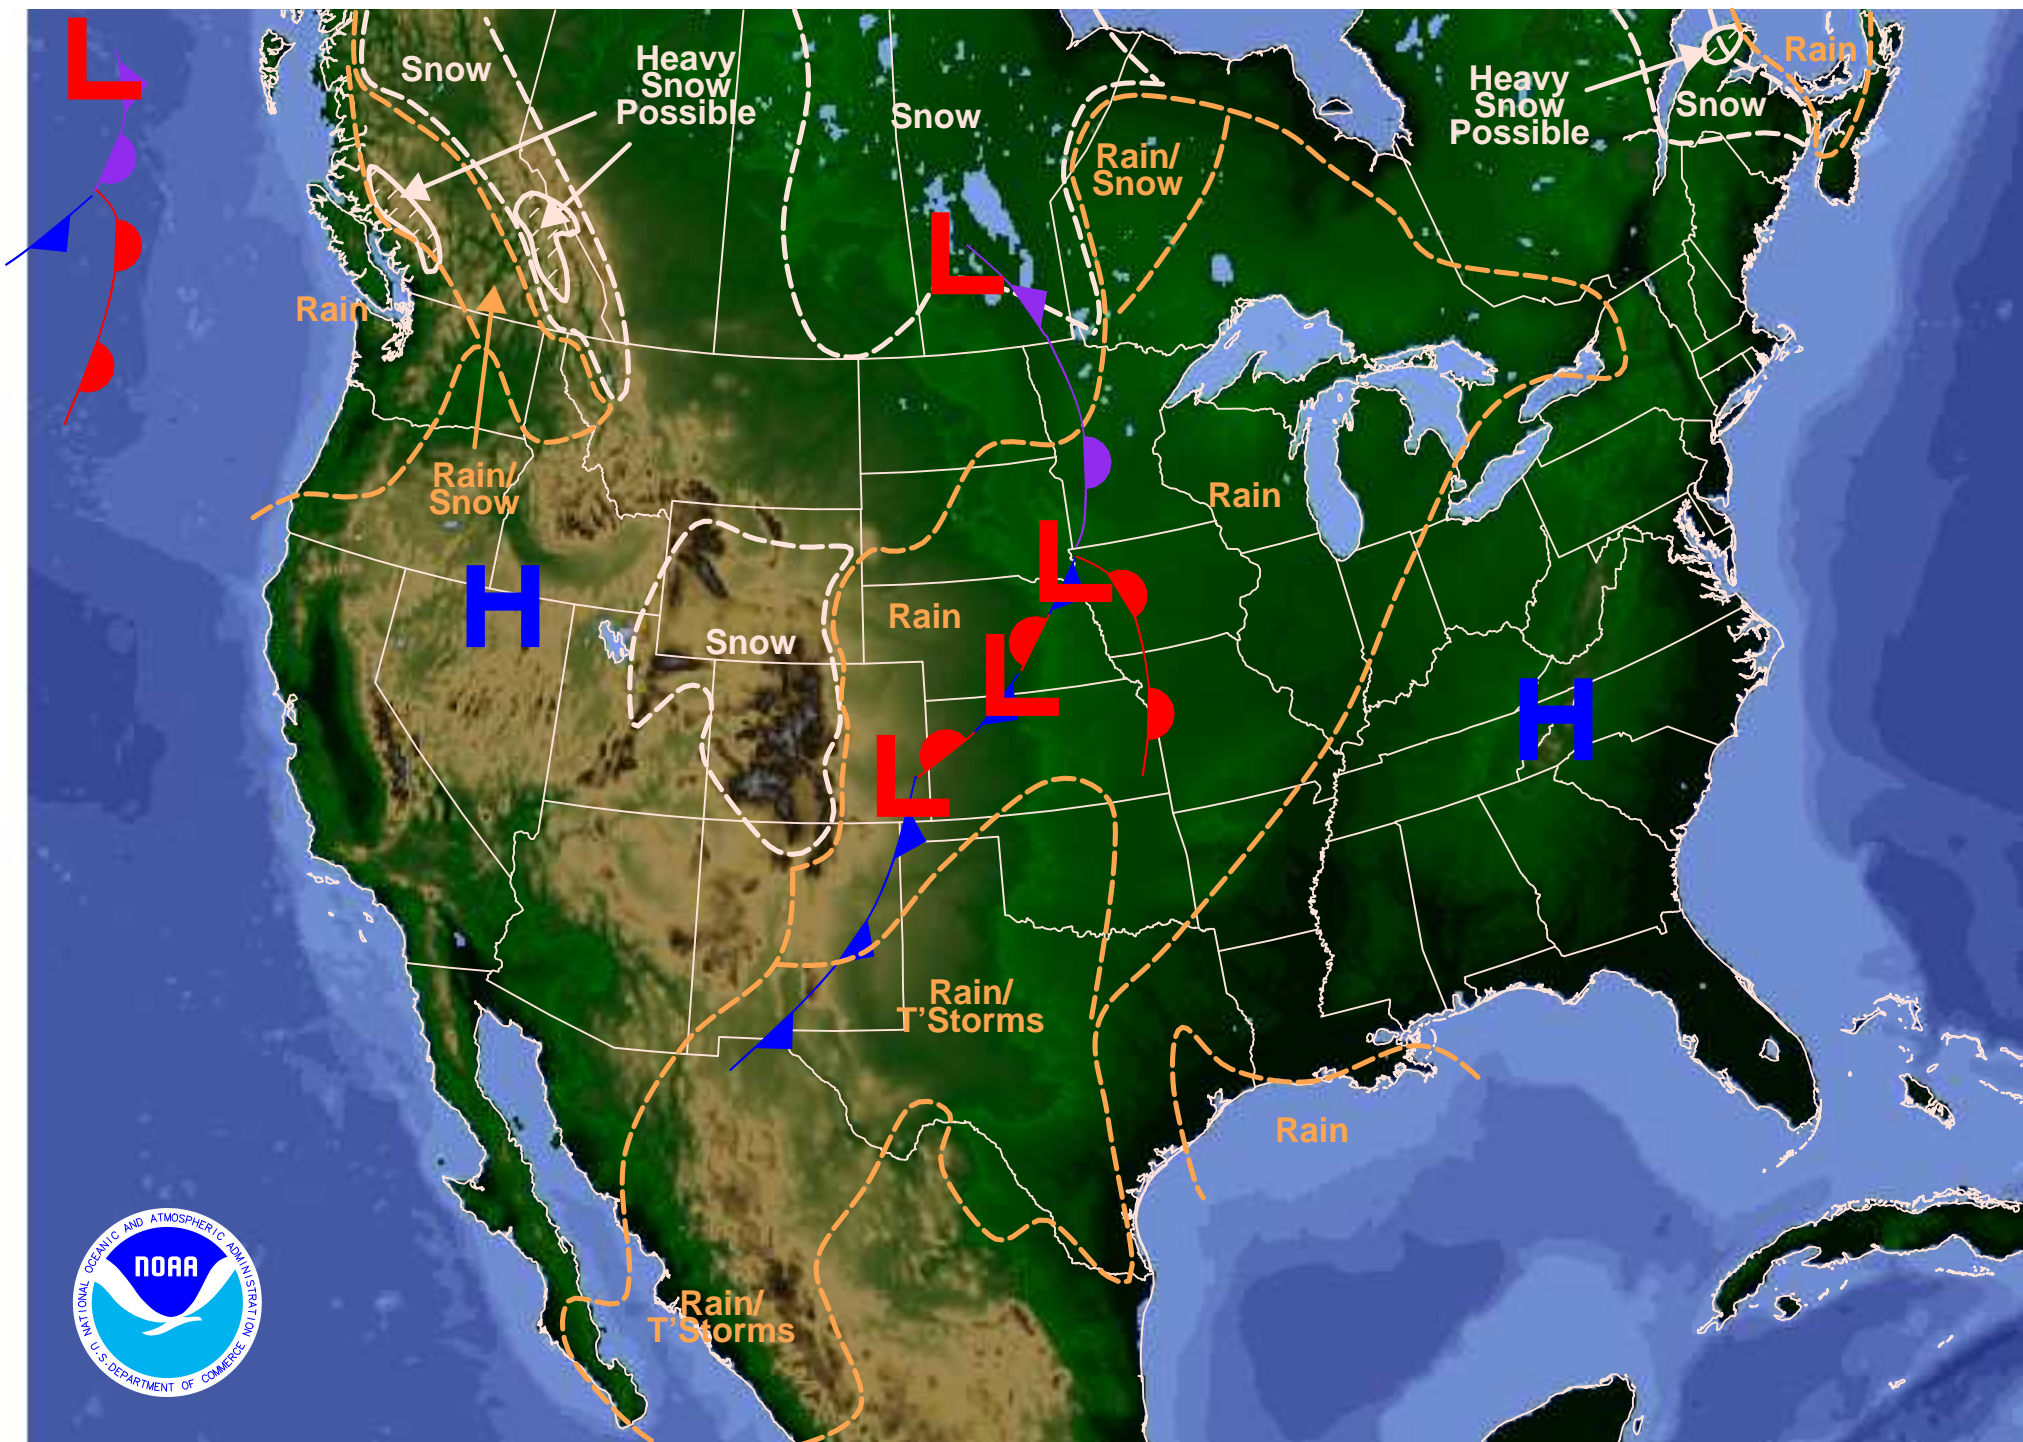 L
Snow
Heavy
Snow
Possible
Snow
Heavy
Snow
Possible
Rain
Snow
Rain/
Snow
L
Rain
Rain/
Snow
Rain
L
H
Rain
Snow
L
H
L
Rain/
T'Storms
Rain
Rain/
T'Storms
NATIONAL OCEANIC AND ATMOSPHERIC ADMINISTRATION
NOAA
U.S. DEPARTMENT OF COMMERCE